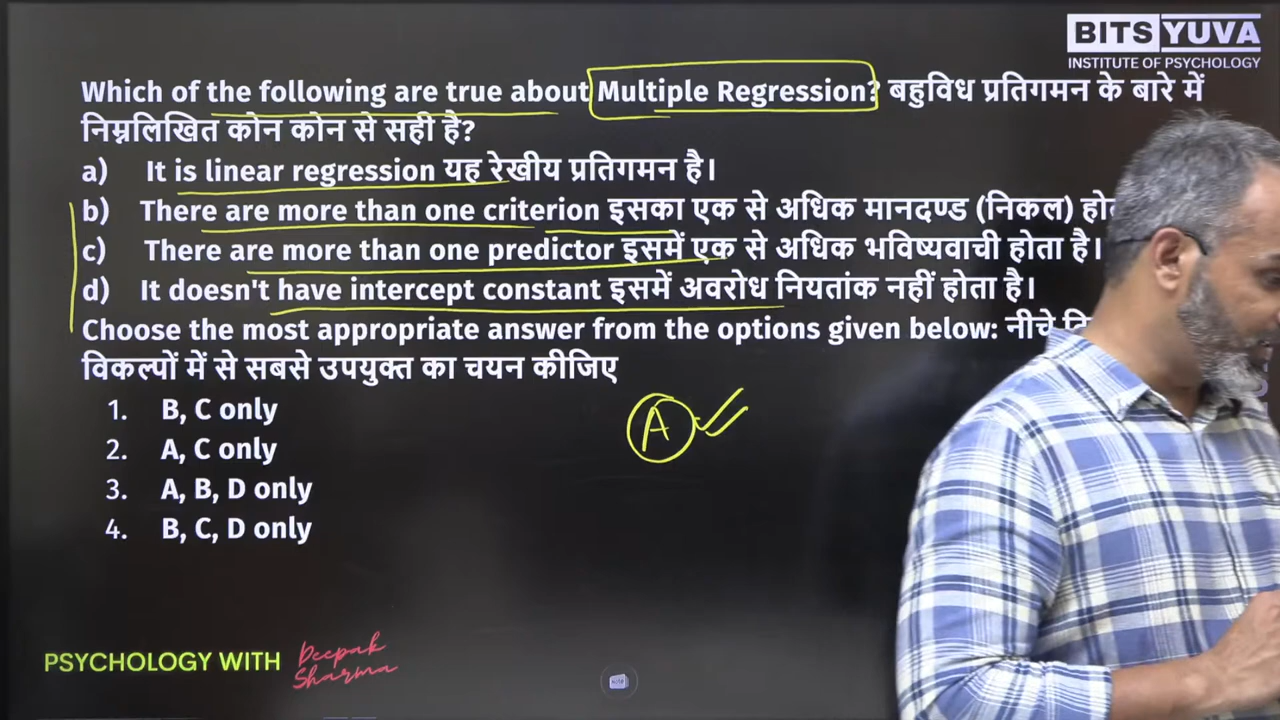 BITS YUVA
INSTITUTE OF PSYCHOLOGY
Which of the following are true about Multiple Regression? बहुविध प्रतिगमन के बारे में
निम्नलिखित कोन कोन से सही है?
a) It is linear regression यह रेखीय प्रतिगमन है।
b) There are more than one criterion इसका एक से अधिक मानदण्ड (निकल)
c) There are more than one predictor इसमें एक से अधिक भविष्यवाची होता है।
d) It doesn't have intercept constant इसमें अवरोध नियतांक नहीं होता है।
Choose the most appropriate answer from the options given below: नीचे
विकल्पों में से सबसे उपयुक्त का चयन कीजिए
1. B, C only
A
2. A, C only
3. A, B, D only
4. B, C, D only
PSYCHOLOGY WITH Deepak
Sharma